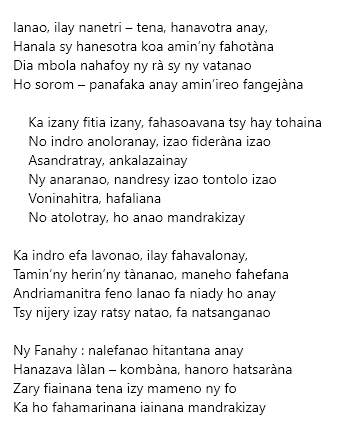 Ianao, ilay nanetri – tena, hanavotra anay,
Hanala sy hanesotra koa amin'ny fahotàna
Dia mbola nahafoy ny rà sy ny vatanao
Ho sorom – panafaka anay amin'ireo fangejàna
Ka izany fitia izany, fahasoavana tsy hay tohaina
No indro anoloranay, izao fideràna izao
Asandratray, ankalazainay
Ny anaranao, nandresy izao tontolo izao
Voninahitra, hafaliana
No atolotray, ho anao mandrakizay
Ka indro efa lavonao, ilay fahavalonay,
Tamin'ny herin'ny tànanao, maneho fahefana
Andriamanitra feno Ianao fa niady ho anay
Tsy nijery izay ratsy natao, fa natsanganao
Ny Fanahy : nalefanao hitantana anay
Hanazava làlan – kombàna, hanoro hatsaràna
Zary fiainana tena izy mameno ny fo
Ka ho fahamarinana iainana mandrakizay